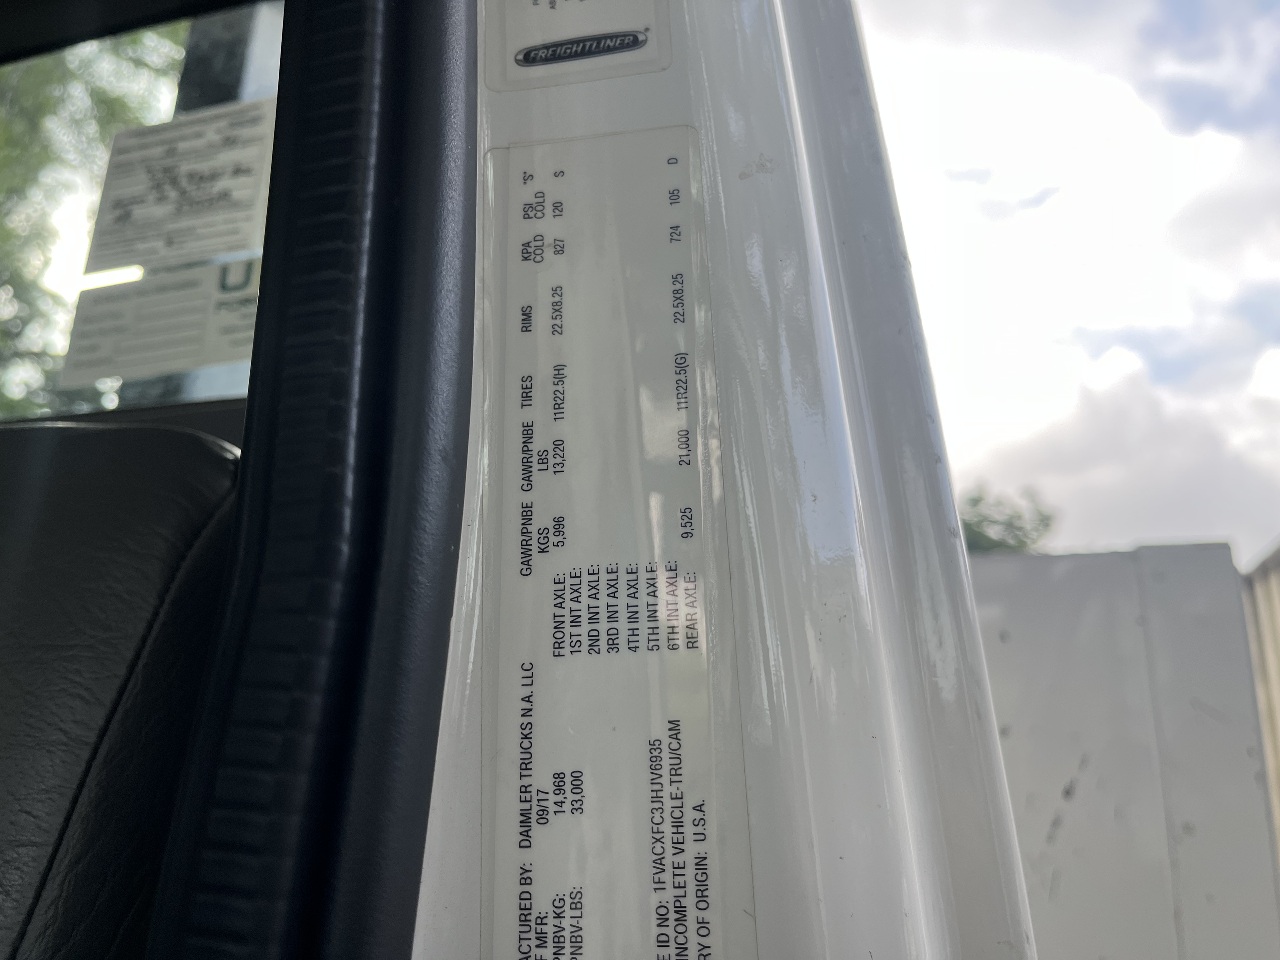 FREIGHTLINER
ACTURED BY: DAIMLER TRUCKS N.A. LLC
F MFR: 09/17
PNBV-KG: 14,968
PNBV-LBS: 33,000
GAWR/PNBE KGS GAWR/PNBE LBS TIRES RIMS KPA COLD PSI COLD "S"
FRONT AXLE: 5,996 13,220 11R22.5(H) 22.5X8.25 827 120 S
1ST INT AXLE:
2ND INT AXLE:
3RD INT AXLE:
4TH INT AXLE:
5TH INT AXLE:
6TH INT AXLE:
REAR AXLE: 9,525 21,000 11R22.5(G) 22.5X8.25 724 105 D
E ID NO: 1FVACXFC3JHJV6935
INCOMPLETE VEHICLE-TRU/CAM
RY OF ORIGIN: U.S.A.